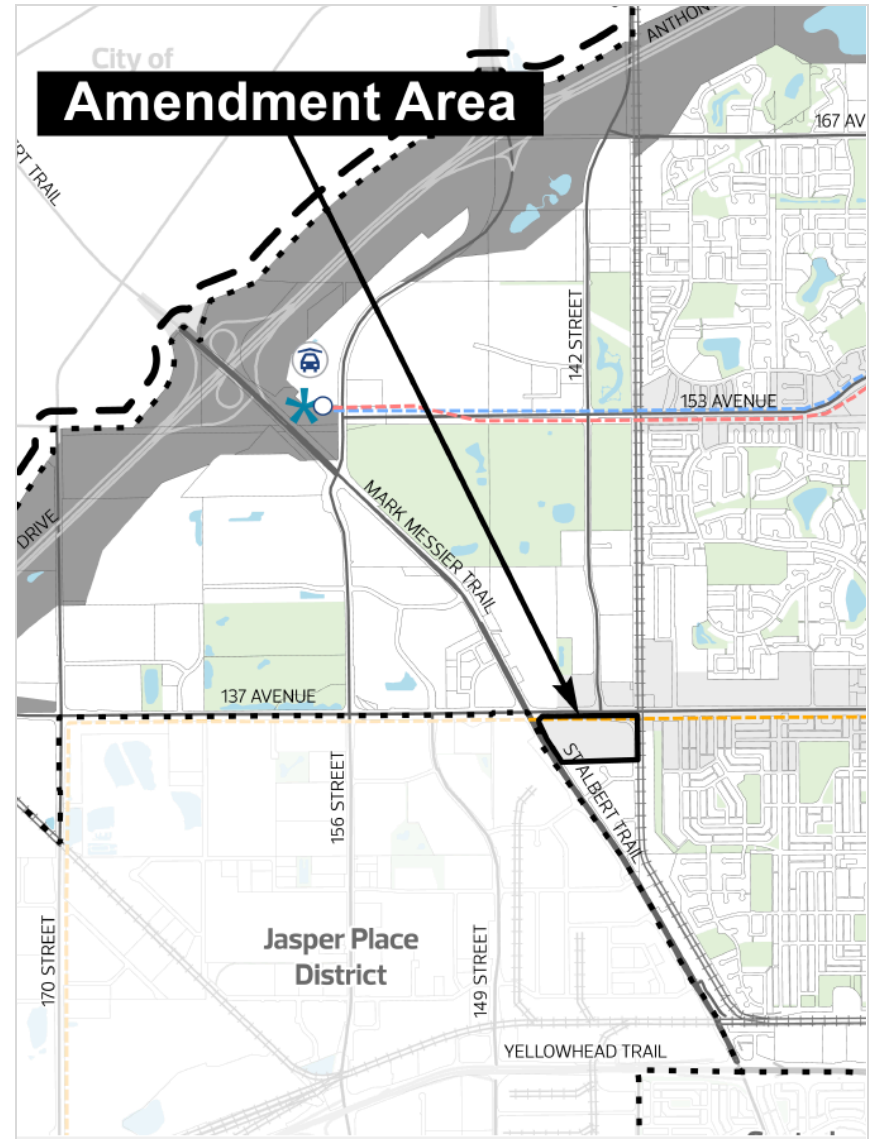 City of
ANTHON
Amendment Area
167 AV
RT TRAIL
142 STREET
153 AVENUE
DRIVE
MARK MESSIER TRAIL
137 AVENUE
ST ALBERT TRAIL
156 STREET
170 STREET
Jasper Place
District
149 STREET
YELLOWHEAD TRAIL